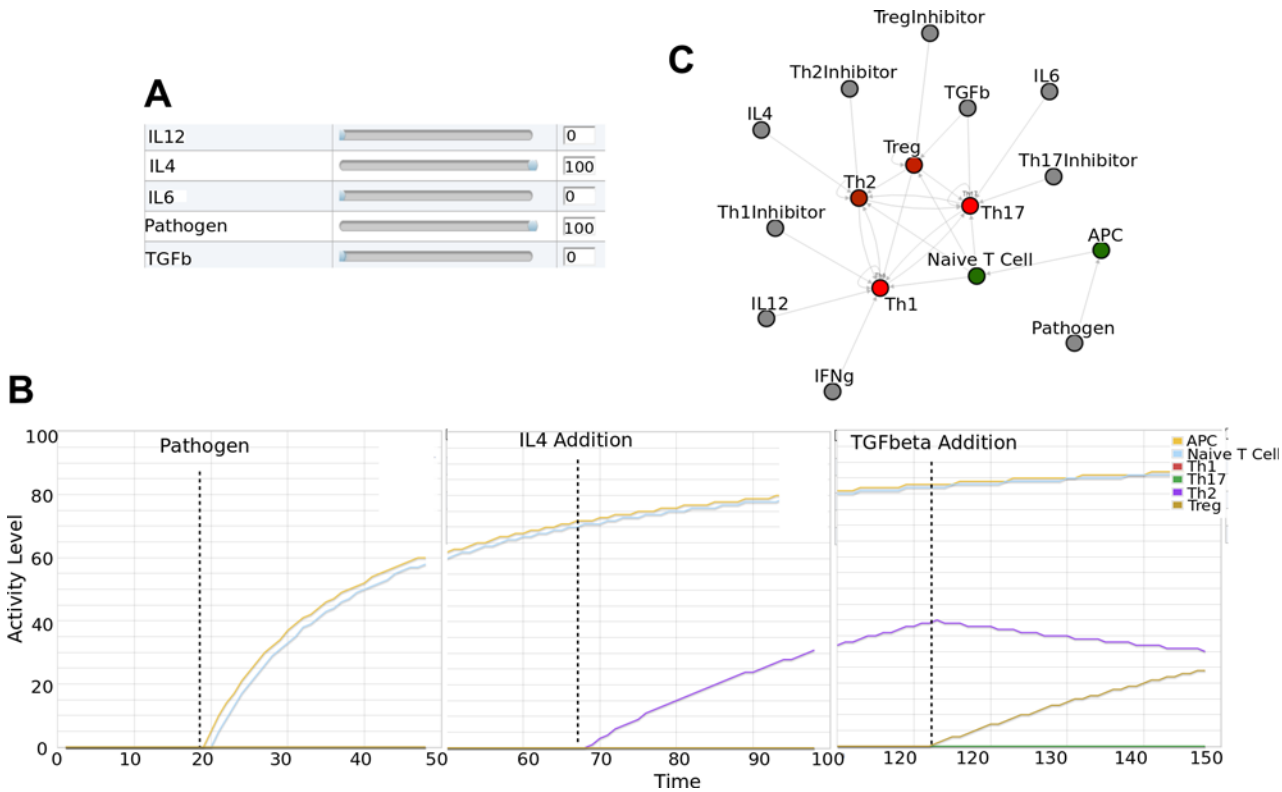 A
IL12 0
IL4 100
IL6 0
Pathogen 100
TGFb 0
C
TregInhibitor
Th2Inhibitor
TGFb
IL6
IL4
Treg
Th17Inhibitor
Th2
Th1Inhibitor
Th17
APC
Naive T Cell
IL12
Th1
Pathogen
IFNg
B
Pathogen
IL4 Addition
TGFbeta Addition
APC
Naive T Cell
Th1
Th17
Th2
Treg
Activity Level
100
80
60
40
20
0
0 10 20 30 40 50 60 70 80 90 100 120 120 130 140 150
Time